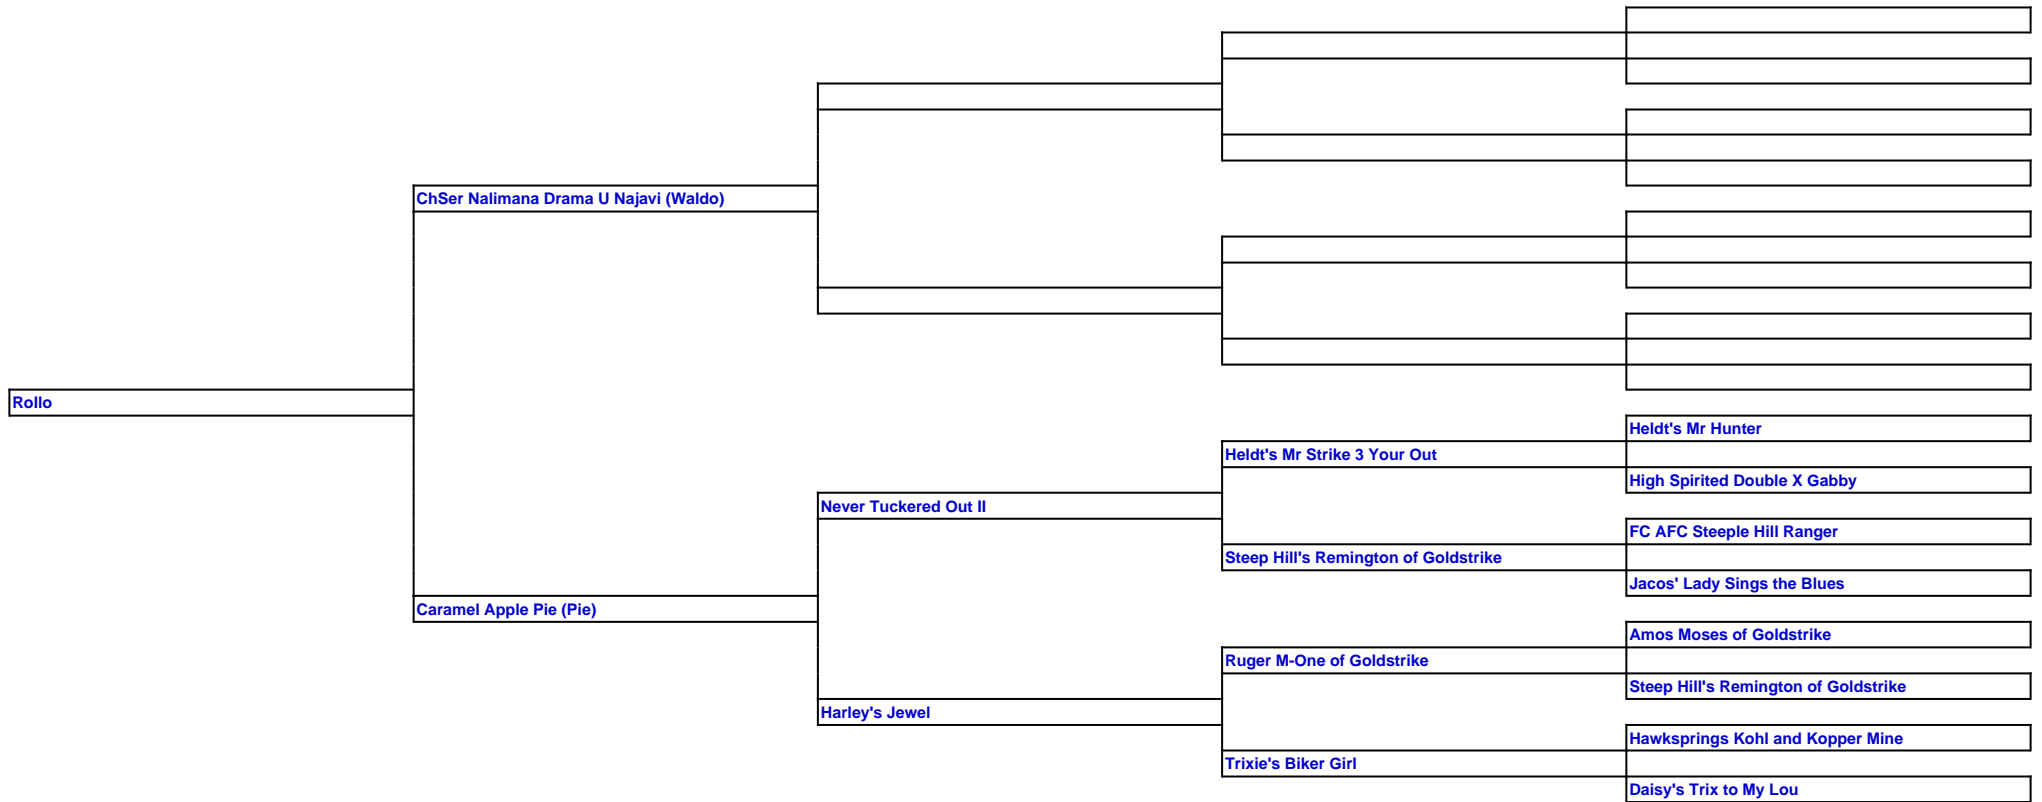 ChSer Nalimana Drama U Najavi (Waldo)
Rollo
Heldt's Mr Hunter
Heldt's Mr Strike 3 Your Out
High Spirited Double X Gabby
Never Tuckered Out II
FC AFC Steeple Hill Ranger
Steep Hill's Remington of Goldstrike
Jacos' Lady Sings the Blues
Caramel Apple Pie (Pie)
Amos Moses of Goldstrike
Ruger M-One of Goldstrike
Steep Hill's Remington of Goldstrike
Harley's Jewel
Hawksprings Kohl and Kopper Mine
Trixie's Biker Girl
Daisy's Trix to My Lou